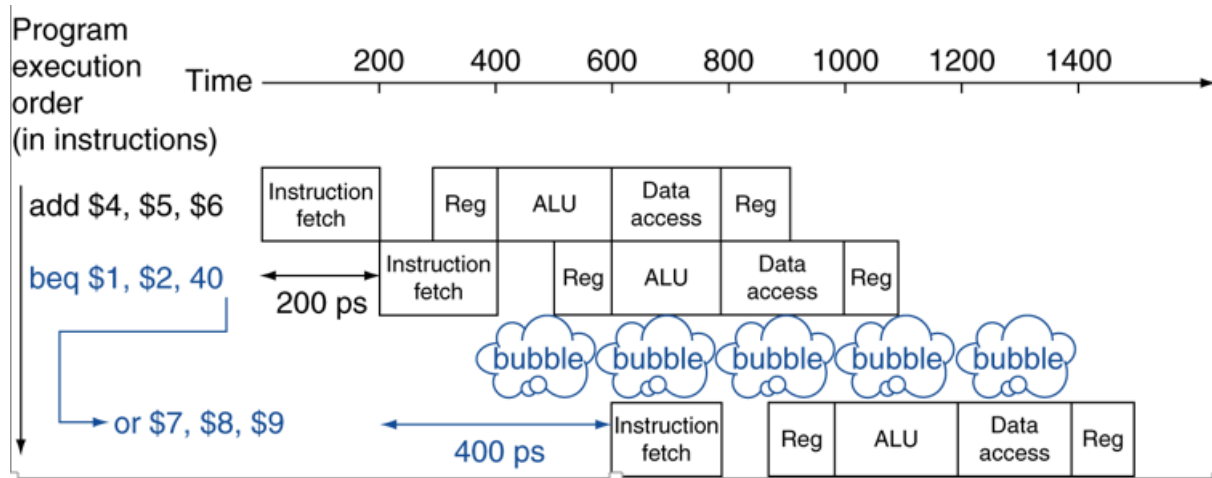 Program
execution
order
(in instructions)
Time
200 400 600 800 1000 1200 1400
add $4, $5, $6
Instruction
fetch
Reg
ALU
Data
access
Reg
beq $1, $2, 40
200 ps
Instruction
fetch
Reg
ALU
Data
access
Reg
bubble bubble bubble bubble bubble
or $7, $8, $9
400 ps
Instruction
fetch
Reg
ALU
Data
access
Reg